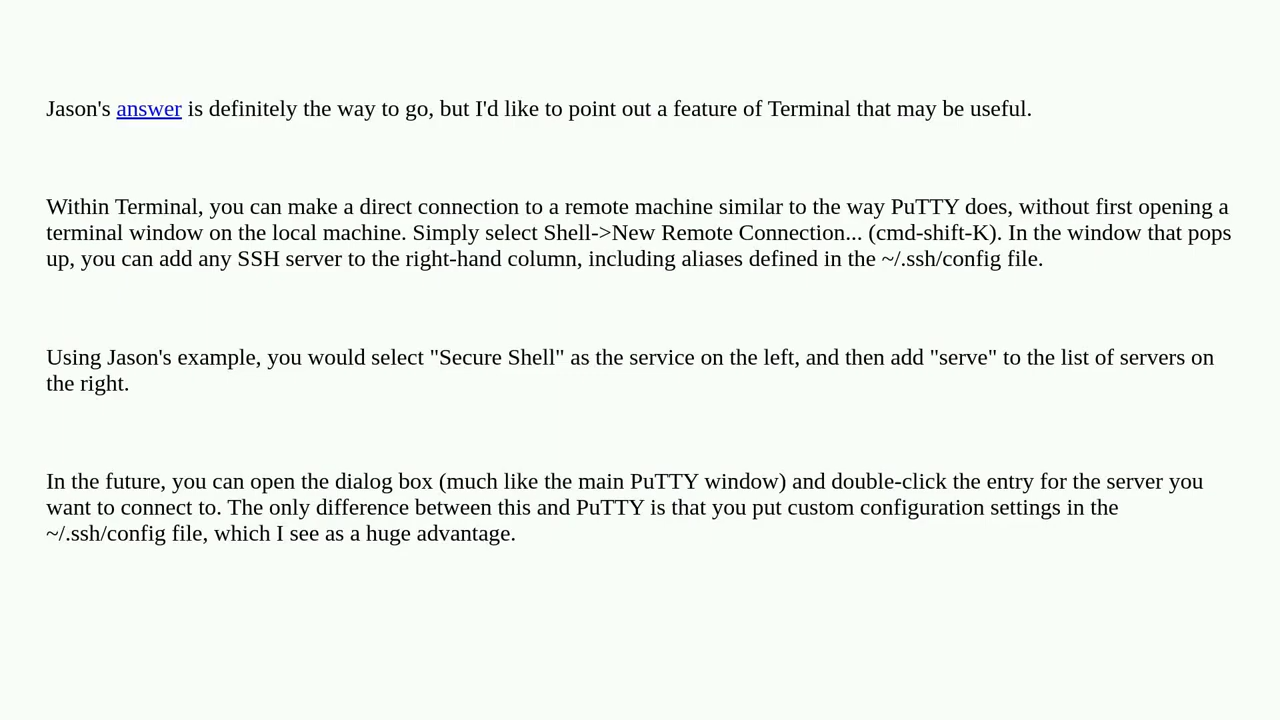 Jason's answer is definitely the way to go, but I'd like to point out a feature of Terminal that may be useful.
Within Terminal, you can make a direct connection to a remote machine similar to the way PuTTY does, without first opening a
terminal window on the local machine. Simply select Shell->New Remote Connection... (cmd-shift-K). In the window that pops
up, you can add any SSH server to the right-hand column, including aliases defined in the ~/.ssh/config file.
Using Jason's example, you would select "Secure Shell" as the service on the left, and then add "serve" to the list of servers on
the right.
In the future, you can open the dialog box (much like the main PuTTY window) and double-click the entry for the server you
want to connect to. The only difference between this and PuTTY is that you put custom configuration settings in the
~/.ssh/config file, which I see as a huge advantage.